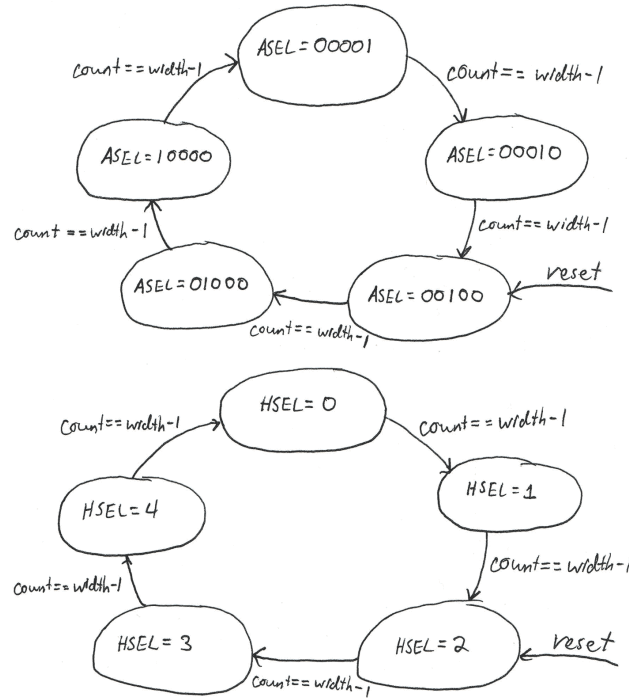 ASEL=00001
count==width-1
count== width-1
ASEL=10000
ASEL=00010
count ==width-1
count==width-1
reset
ASEL=01000
ASEL=00100
count==width-1
HSEL=0
count==width-1
count==width-1
HSEL=4
HSEL=1
count==width-1
count==width-1
HSEL=3
HSEL=2
reset
count==width-1